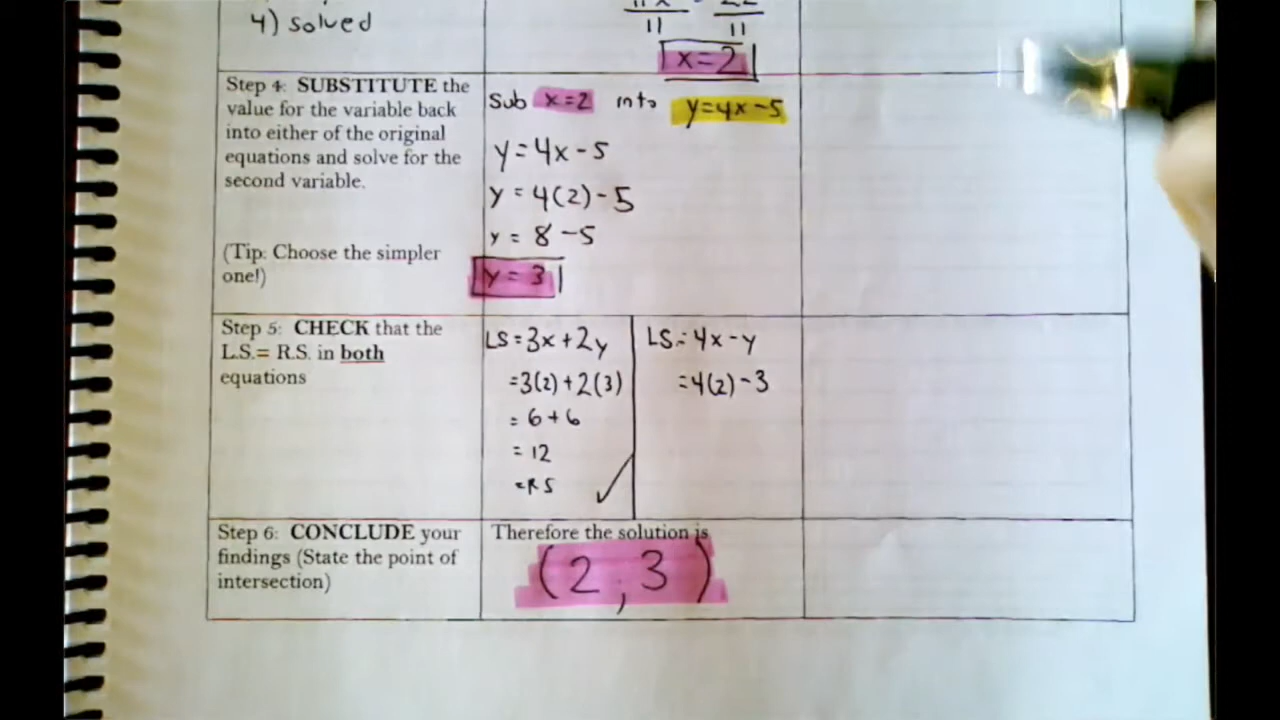 4) solved
11 11
x=2
Step 4: SUBSTITUTE the
value for the variable back
into either of the original
equations and solve for the
second variable.
(Tip: Choose the simpler
one!)
Sub x=2 into y=4x-5
y=4x-5
y=4(2)-5
y=8-5
y=3
Step 5: CHECK that the
L.S.= R.S. in both
equations
LS=3x+2y
=3(2)+2(3)
=6+6
=12
=RS ✓
LS=4x-y
=4(2)-3
Step 6: CONCLUDE your
findings (State the point of
intersection)
Therefore the solution is
(2,3)